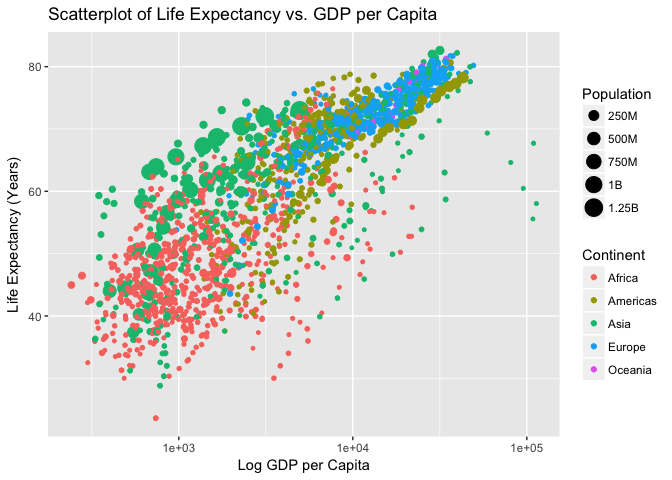 Scatterplot of Life Expectancy vs. GDP per Capita
80
60
40
Life Expectancy (Years)
1e+03
1e+04
1e+05
Log GDP per Capita
Population
250M
500M
750M
1B
1.25B
Continent
Africa
Americas
Asia
Europe
Oceania